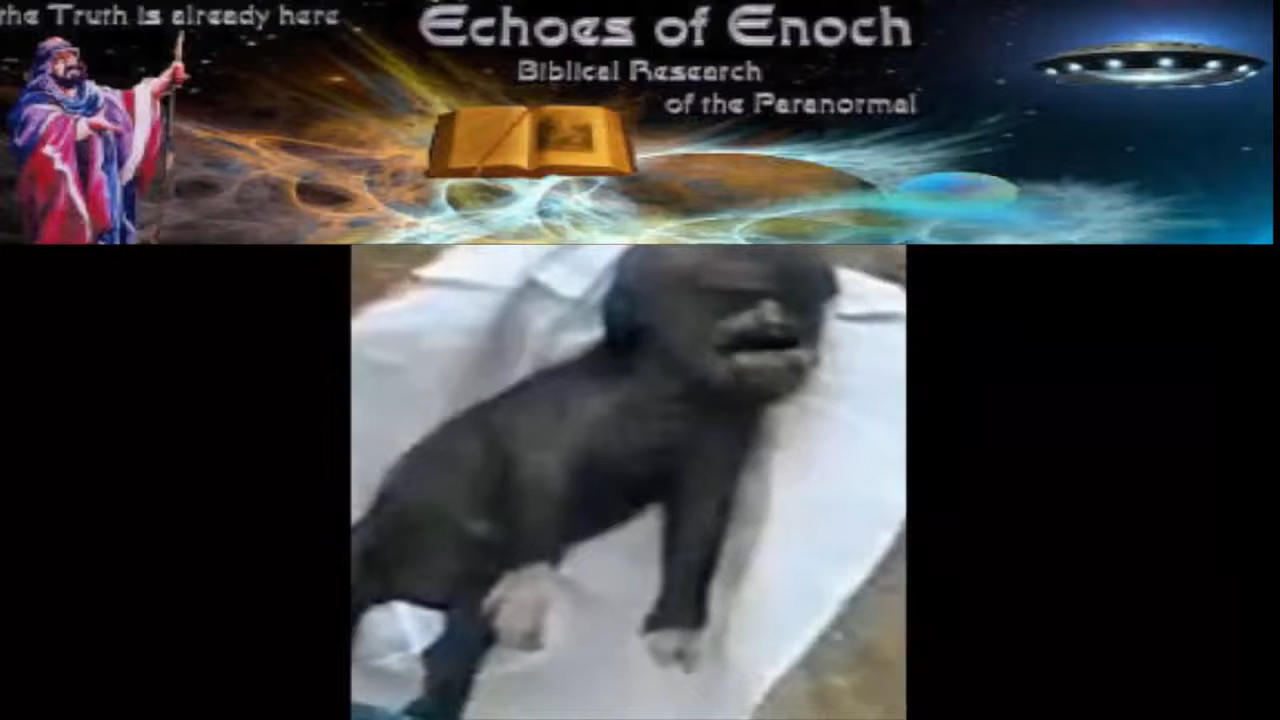 the Truth is already here
Echoes of Enoch
Biblical Research
of the Paranormal